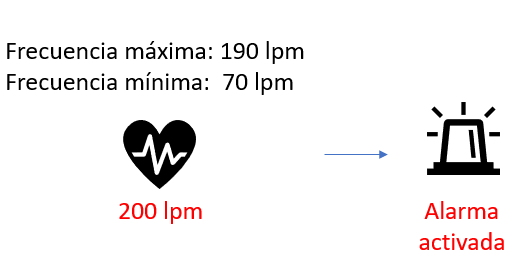 Frecuencia máxima: 190 lpm
Frecuencia mínima: 70 lpm
200 lpm
Alarma
activada